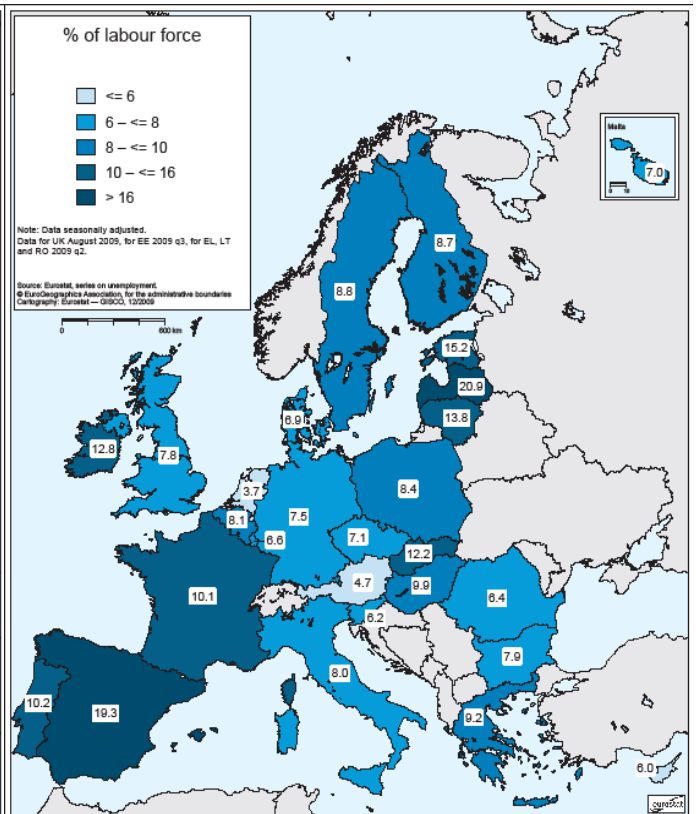 % of labour force
<= 6
6 – <= 8
8 – <= 10
10 – <= 16
> 16
Note: Data seasonally adjusted.
Data for UK August 2009, for EE 2009 q3, for EL, LT
and RO 2009 q2.
Source: Eurostat, series on unemployment.
© EuroGeographics Association, for the administrative boundaries
Cartography: Eurostat — GISCO, 12/2009
0 600 km
Malta
7.0
0 10
8.7
8.8
15.2
20.9
13.8
6.9
12.8
7.8
3.7
8.4
8.1
7.5
6.6
7.1
12.2
4.7
9.9
10.1
6.4
6.2
7.9
8.0
10.2
19.3
9.2
6.0
eurostat